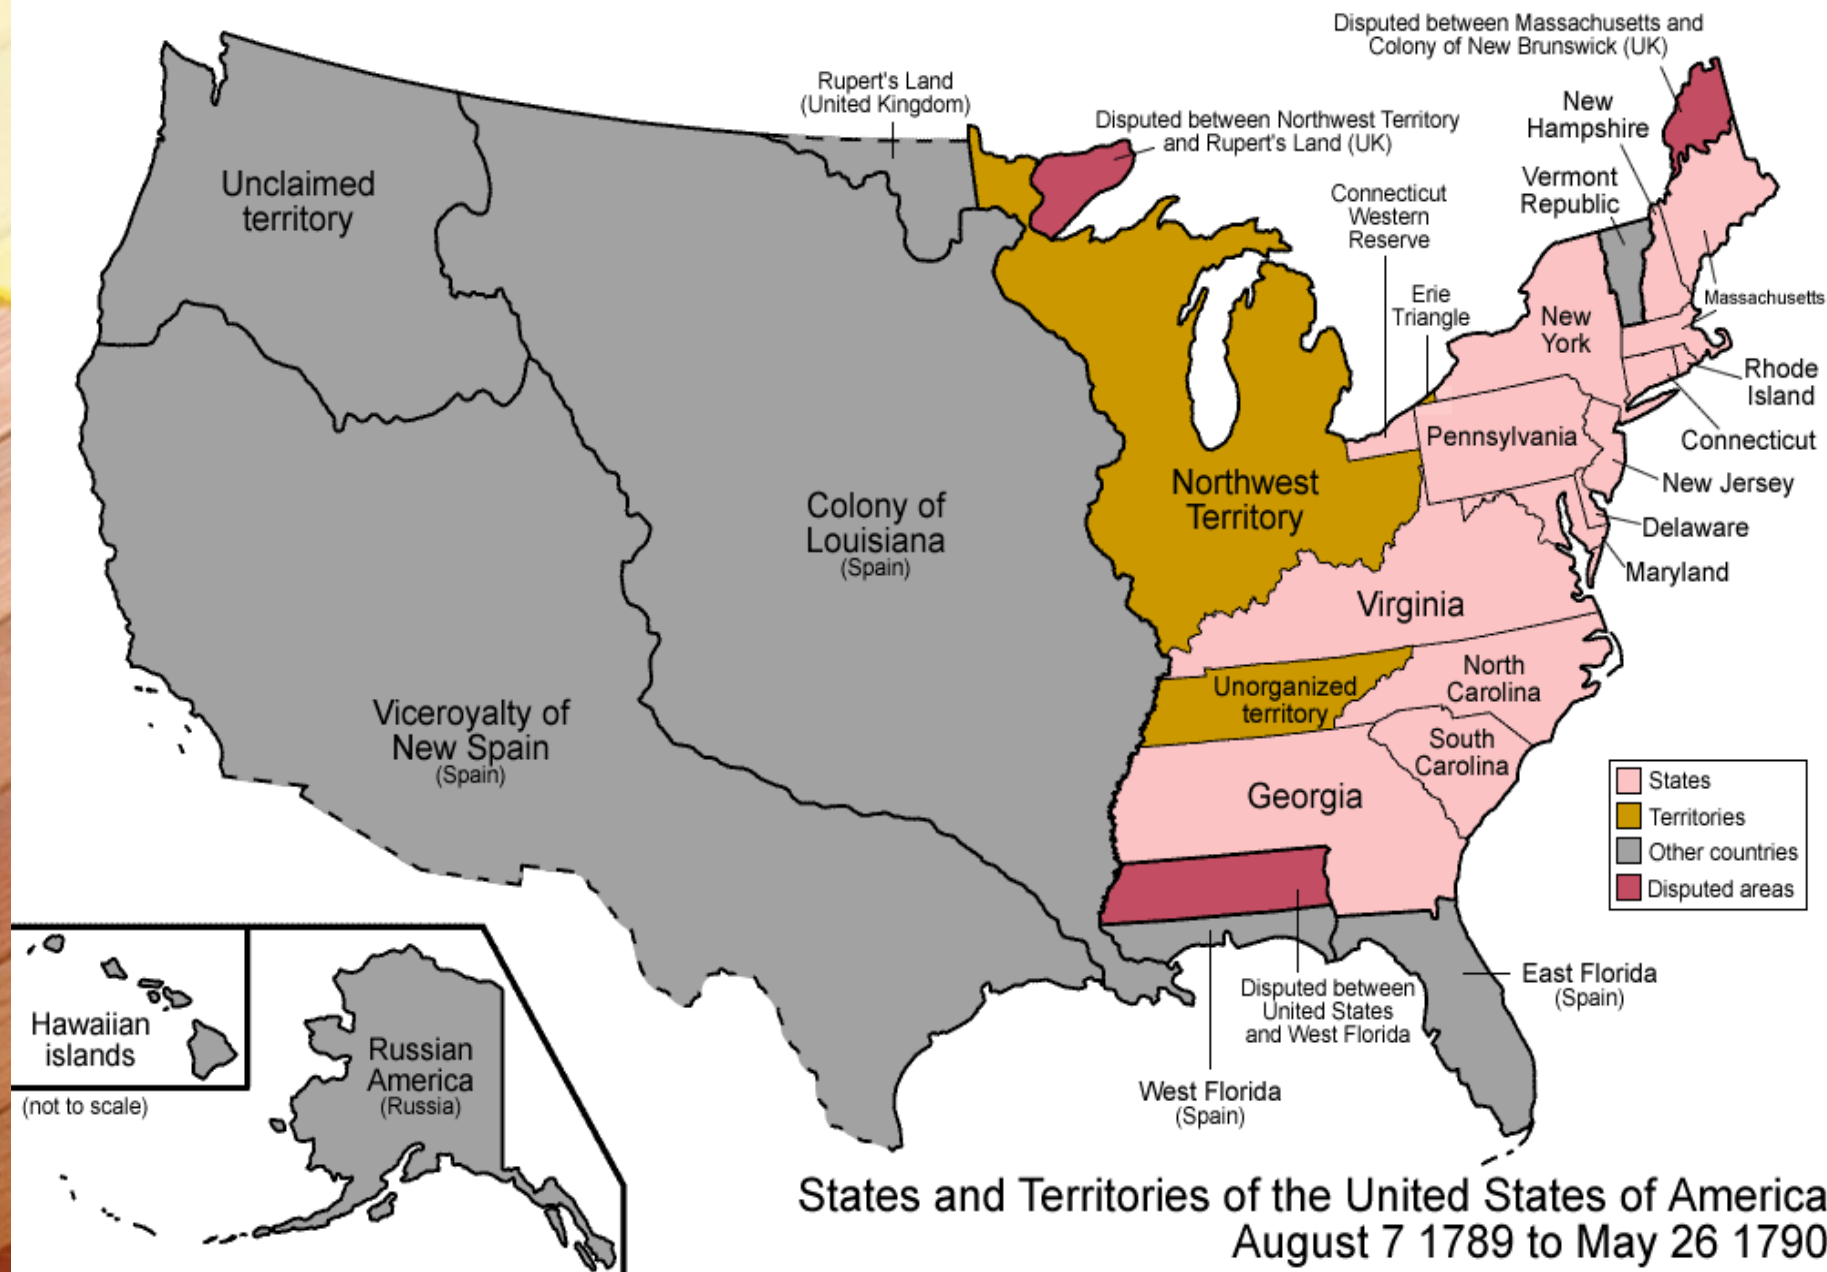 Disputed between Massachusetts and
Colony of New Brunswick (UK)
Rupert's Land
(United Kingdom)
Disputed between Northwest Territory
and Rupert's Land (UK)
New
Hampshire
Vermont
Republic
Connecticut
Western
Reserve
Unclaimed
territory
Erie
Triangle
New
York
Massachusetts
Rhode
Island
Connecticut
Pennsylvania
New Jersey
Northwest
Territory
Colony of
Louisiana
(Spain)
Delaware
Maryland
Virginia
North
Carolina
Unorganized
territory
Viceroyalty of
New Spain
(Spain)
South
Carolina
Georgia
States
Territories
Other countries
Disputed areas
East Florida
(Spain)
Disputed between
United States
and West Florida
West Florida
(Spain)
Hawaiian
islands
(not to scale)
Russian
America
(Russia)
States and Territories of the United States of America
August 7 1789 to May 26 1790